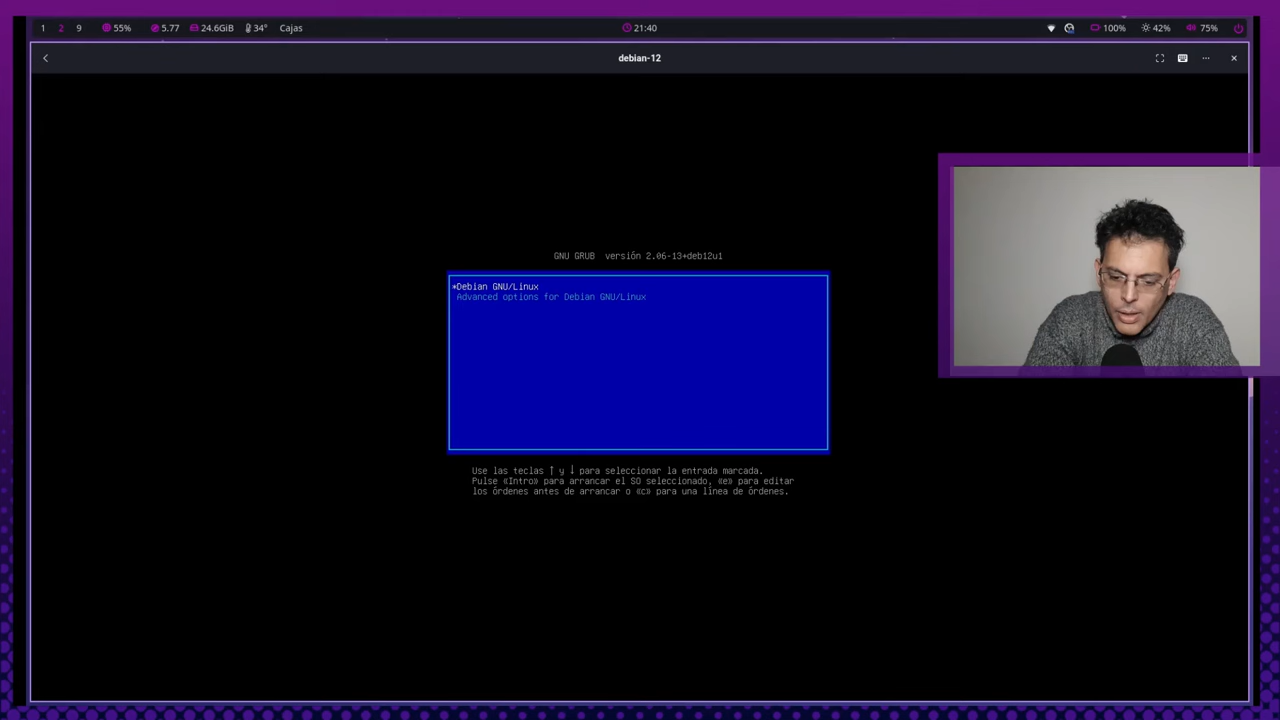 1 2 9 55% 5.77 24.6GiB 34° Cajas 21:40 100% 42% 75%
debian-12
GNU GRUB versión 2.06-13+deb12u1
*Debian GNU/Linux
Advanced options for Debian GNU/Linux
Use las teclas ↑ y ↓ para seleccionar la entrada marcada.
Pulse «Intro» para arrancar el SO seleccionado, «e» para editar
los órdenes antes de arrancar o «c» para una línea de órdenes.